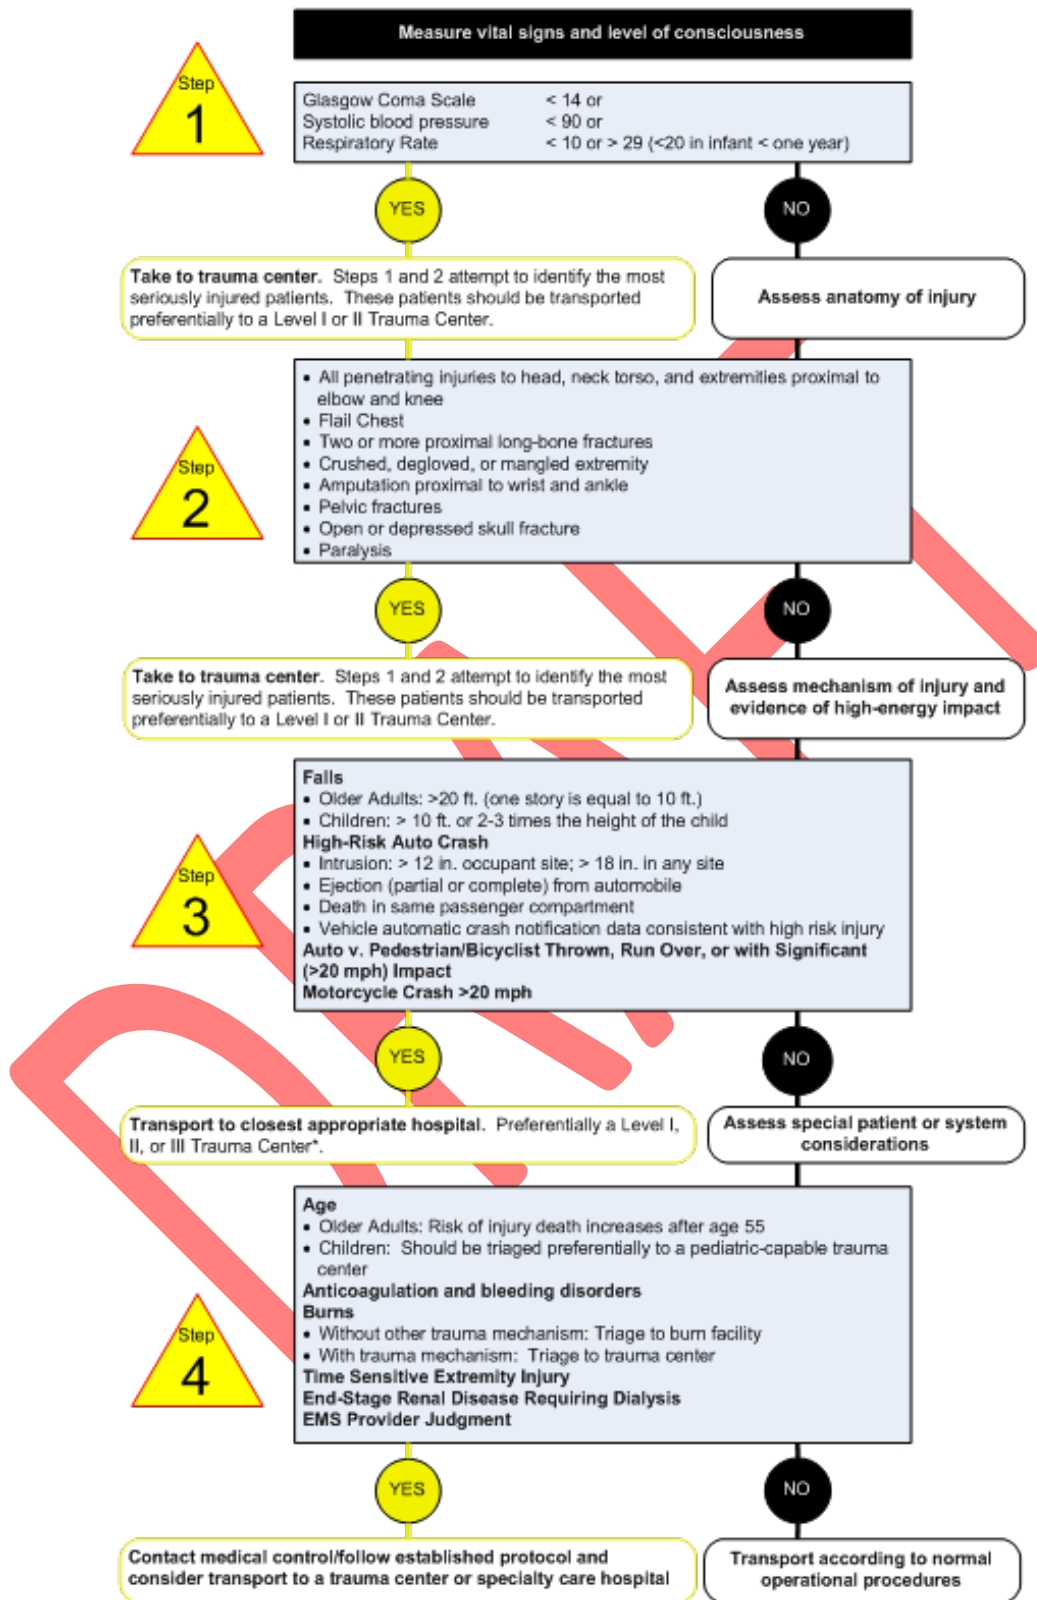 Measure vital signs and level of consciousness
Step
1
Glasgow Coma Scale < 14 or
Systolic blood pressure < 90 or
Respiratory Rate < 10 or > 29 (<20 in infant < one year)
YES
NO
Take to trauma center. Steps 1 and 2 attempt to identify the most
seriously injured patients. These patients should be transported
preferentially to a Level I or II Trauma Center.
Assess anatomy of injury
Step
2
• All penetrating injuries to head, neck torso, and extremities proximal to
elbow and knee
• Flail Chest
• Two or more proximal long-bone fractures
• Crushed, degloved, or mangled extremity
• Amputation proximal to wrist and ankle
• Pelvic fractures
• Open or depressed skull fracture
• Paralysis
YES
NO
Take to trauma center. Steps 1 and 2 attempt to identify the most
seriously injured patients. These patients should be transported
preferentially to a Level I or II Trauma Center.
Assess mechanism of injury and
evidence of high-energy impact
Step
3
Falls
• Older Adults: >20 ft. (one story is equal to 10 ft.)
• Children: > 10 ft. or 2-3 times the height of the child
High-Risk Auto Crash
• Intrusion: > 12 in. occupant site; > 18 in. in any site
• Ejection (partial or complete) from automobile
• Death in same passenger compartment
• Vehicle automatic crash notification data consistent with high risk injury
Auto v. Pedestrian/Bicyclist Thrown, Run Over, or with Significant
(>20 mph) Impact
Motorcycle Crash >20 mph
YES
NO
Transport to closest appropriate hospital. Preferentially a Level I,
II, or III Trauma Center*.
Assess special patient or system
considerations
Step
4
Age
• Older Adults: Risk of injury death increases after age 55
• Children: Should be triaged preferentially to a pediatric-capable trauma
center
Anticoagulation and bleeding disorders
Burns
• Without other trauma mechanism: Triage to burn facility
• With trauma mechanism: Triage to trauma center
Time Sensitive Extremity Injury
End-Stage Renal Disease Requiring Dialysis
EMS Provider Judgment
YES
NO
Contact medical control/follow established protocol and
consider transport to a trauma center or specialty care hospital
Transport according to normal
operational procedures